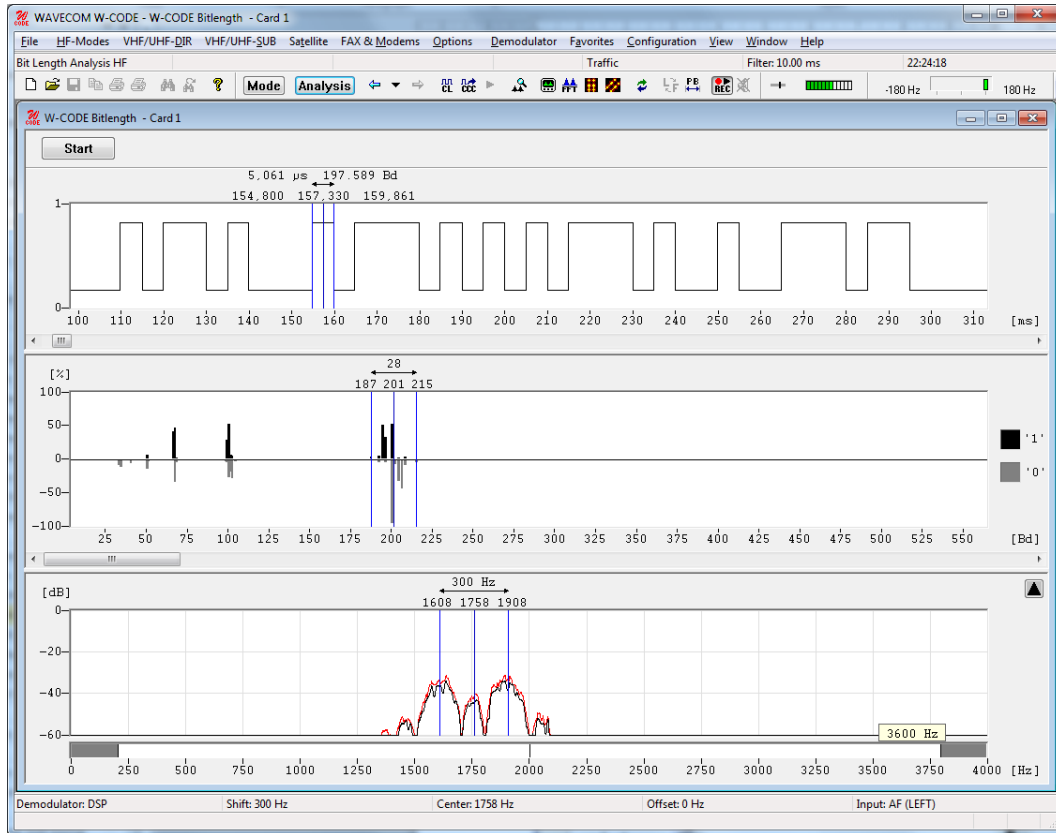 WAVECOM W-CODE - W-CODE Bitlength - Card 1
File HF-Modes VHF/UHF-DIR VHF/UHF-SUB Satellite FAX & Modems Options Demodulator Favorites Configuration View Window Help
Bit Length Analysis HF Traffic Filter: 10.00 ms 22:24:18
Mode Analysis CL CCC FFT L-F PB REC -180 Hz 180 Hz
W-CODE Bitlength - Card 1
Start
5,061 µs 197.589 Bd
154,800 157,330 159,861
1
0
100 110 120 130 140 150 160 170 180 190 200 210 220 230 240 250 260 270 280 290 300 310 [ms]
[%] 28
187 201 215
100
50
0
-50
-100
'1'
'0'
25 50 75 100 125 150 175 200 225 250 275 300 325 350 375 400 425 450 475 500 525 550 [Bd]
[dB] 300 Hz
1608 1758 1908
0
-20
-40
-60
3600 Hz
0 250 500 750 1000 1250 1500 1750 2000 2250 2500 2750 3000 3250 3500 3750 4000 [Hz]
Demodulator: DSP Shift: 300 Hz Center: 1758 Hz Offset: 0 Hz Input: AF (LEFT)